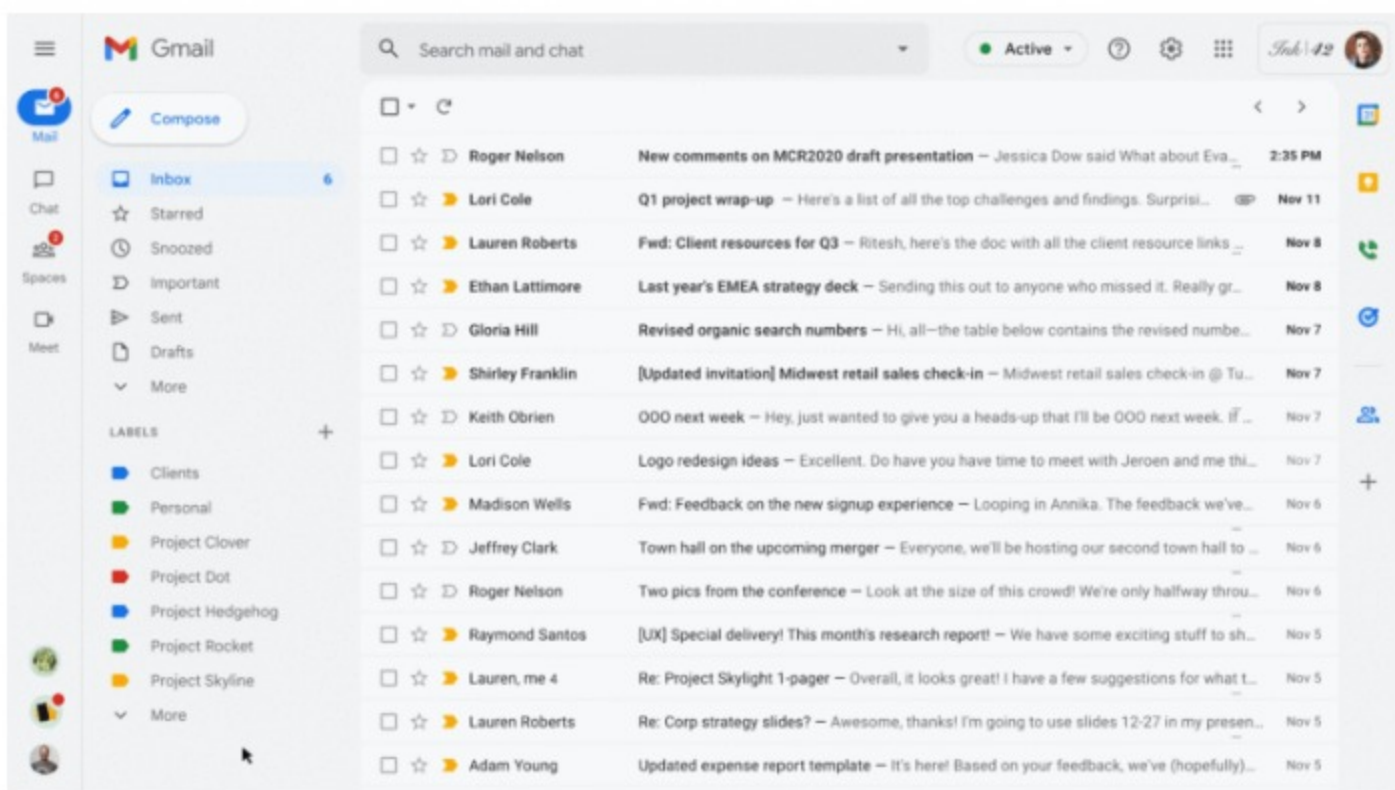 Gmail
Search mail and chat
Active
Ink|42
6
Mail
Chat
2
Spaces
Meet
Compose
Inbox 6
Starred
Snoozed
Important
Sent
Drafts
More
LABELS
Clients
Personal
Project Clover
Project Dot
Project Hedgehog
Project Rocket
Project Skyline
More
Roger Nelson New comments on MCR2020 draft presentation — Jessica Dow said What about Eva... 2:35 PM
Lori Cole Q1 project wrap-up — Here's a list of all the top challenges and findings. Surprisi... Nov 11
Lauren Roberts Fwd: Client resources for Q3 — Ritesh, here's the doc with all the client resource links ... Nov 8
Ethan Lattimore Last year's EMEA strategy deck — Sending this out to anyone who missed it. Really gr... Nov 8
Gloria Hill Revised organic search numbers — Hi, all—the table below contains the revised numbe... Nov 7
Shirley Franklin [Updated invitation] Midwest retail sales check-in — Midwest retail sales check-in @ Tu... Nov 7
Keith Obrien OOO next week — Hey, just wanted to give you a heads-up that I'll be OOO next week. If ... Nov 7
Lori Cole Logo redesign ideas — Excellent. Do have you have time to meet with Jeroen and me thi... Nov 7
Madison Wells Fwd: Feedback on the new signup experience — Looping in Annika. The feedback we've... Nov 6
Jeffrey Clark Town hall on the upcoming merger — Everyone, we'll be hosting our second town hall to ... Nov 6
Roger Nelson Two pics from the conference — Look at the size of this crowd! We're only halfway throu... Nov 6
Raymond Santos [UX] Special delivery! This month's research report! — We have some exciting stuff to sh... Nov 5
Lauren, me 4 Re: Project Skylight 1-pager — Overall, it looks great! I have a few suggestions for what t... Nov 5
Lauren Roberts Re: Corp strategy slides? — Awesome, thanks! I'm going to use slides 12-27 in my presen... Nov 5
Adam Young Updated expense report template — It's here! Based on your feedback, we've (hopefully)... Nov 5